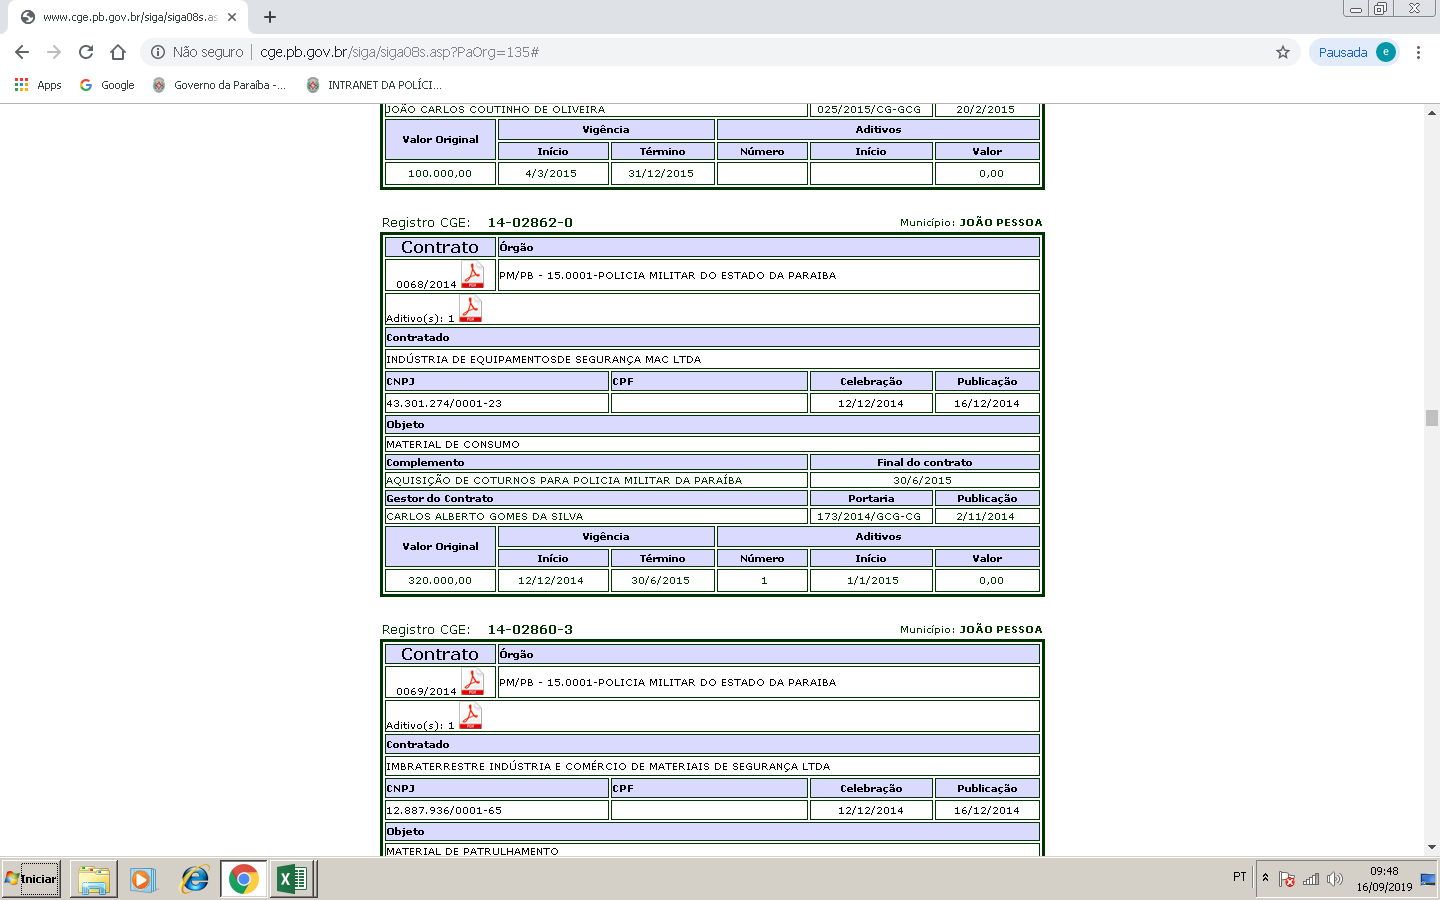 www.cge.pb.gov.br/siga/siga08s.as
Não seguro | cge.pb.gov.br/siga/siga08s.asp?PaOrg=135#
Pausada e
Apps Google Governo da Paraíba -... INTRANET DA POLÍCI...
JOÃO CARLOS COUTINHO DE OLIVEIRA 025/2015/CG-GCG 20/2/2015
Valor Original Vigência Aditivos
Início Término Número Início Valor
100.000,00 4/3/2015 31/12/2015 0,00
Registro CGE: 14-02862-0 Município: JOÃO PESSOA
Contrato Órgão
0068/2014 PM/PB - 15.0001-POLICIA MILITAR DO ESTADO DA PARAIBA
Aditivo(s): 1
Contratado
INDÚSTRIA DE EQUIPAMENTOSDE SEGURANÇA MAC LTDA
CNPJ CPF Celebração Publicação
43.301.274/0001-23 12/12/2014 16/12/2014
Objeto
MATERIAL DE CONSUMO
Complemento Final do contrato
AQUISIÇÃO DE COTURNOS PARA POLICIA MILITAR DA PARAÍBA 30/6/2015
Gestor do Contrato Portaria Publicação
CARLOS ALBERTO GOMES DA SILVA 173/2014/GCG-CG 2/11/2014
Valor Original Vigência Aditivos
Início Término Número Início Valor
320.000,00 12/12/2014 30/6/2015 1 1/1/2015 0,00
Registro CGE: 14-02860-3 Município: JOÃO PESSOA
Contrato Órgão
0069/2014 PM/PB - 15.0001-POLICIA MILITAR DO ESTADO DA PARAIBA
Aditivo(s): 1
Contratado
IMBRATERRESTRE INDÚSTRIA E COMÉRCIO DE MATERIAIS DE SEGURANÇA LTDA
CNPJ CPF Celebração Publicação
12.887.936/0001-65 12/12/2014 16/12/2014
Objeto
MATERIAL DE PATRULHAMENTO
Iniciar PT 09:48
16/09/2019